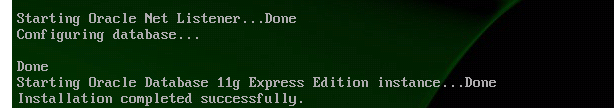 Starting Oracle Net Listener...Done
Configuring database...
Done
Starting Oracle Database 11g Express Edition instance...Done
Installation completed successfully.